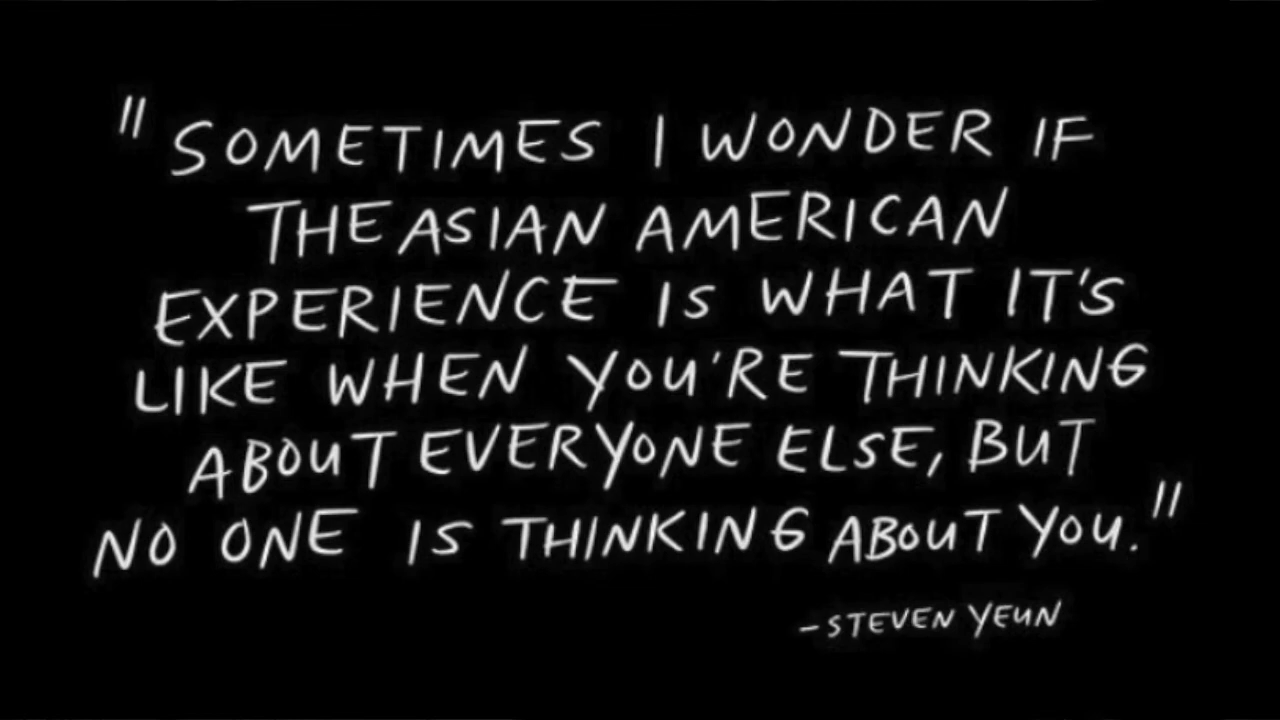 "SOMETIMES I WONDER IF
THE ASIAN AMERICAN
EXPERIENCE IS WHAT IT'S
LIKE WHEN YOU'RE THINKING
ABOUT EVERYONE ELSE, BUT
NO ONE IS THINKING ABOUT YOU."
-STEVEN YEUN